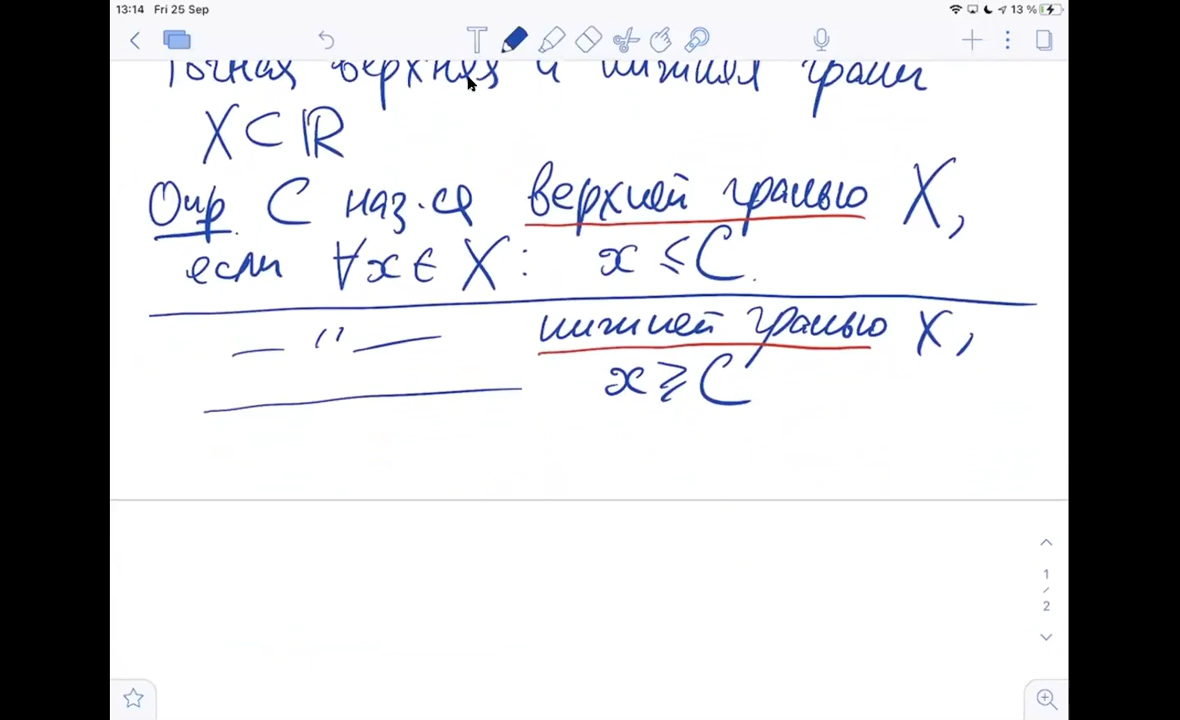 13:14 Fri 25 Sep 13 %
Точная верхняя и нижняя грани
X ⊂ ℝ
Опр. C наз-ся верхней гранью X,
если ∀x ∈ X: x ≤ C.
— " — нижней гранью X,
x ⩾ C
1
/
2